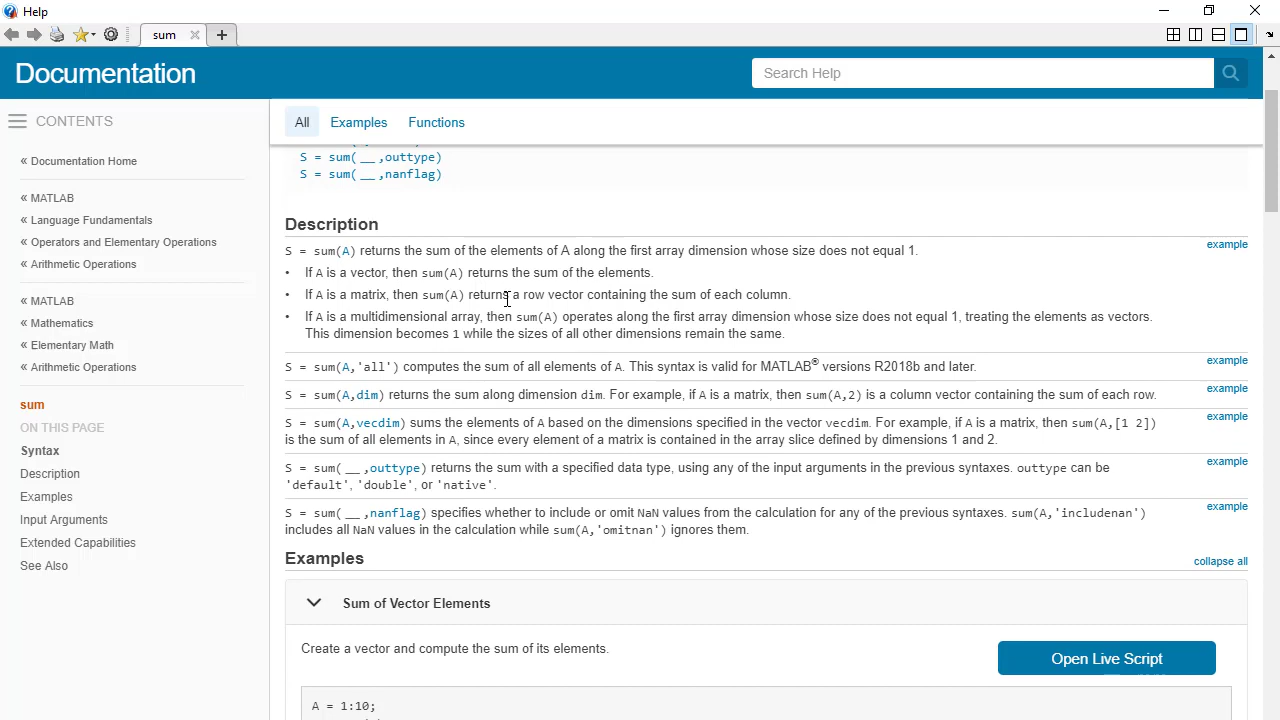 Help
sum
Documentation
Search Help
CONTENTS
« Documentation Home
« MATLAB
« Language Fundamentals
« Operators and Elementary Operations
« Arithmetic Operations
« MATLAB
« Mathematics
« Elementary Math
« Arithmetic Operations
sum
ON THIS PAGE
Syntax
Description
Examples
Input Arguments
Extended Capabilities
See Also
All Examples Functions
S = sum(__,outtype)
S = sum(__,nanflag)
Description
S = sum(A) returns the sum of the elements of A along the first array dimension whose size does not equal 1. example
• If A is a vector, then sum(A) returns the sum of the elements.
• If A is a matrix, then sum(A) returns a row vector containing the sum of each column.
• If A is a multidimensional array, then sum(A) operates along the first array dimension whose size does not equal 1, treating the elements as vectors.
This dimension becomes 1 while the sizes of all other dimensions remain the same.
S = sum(A,'all') computes the sum of all elements of A. This syntax is valid for MATLAB® versions R2018b and later. example
S = sum(A,dim) returns the sum along dimension dim. For example, if A is a matrix, then sum(A,2) is a column vector containing the sum of each row. example
S = sum(A,vecdim) sums the elements of A based on the dimensions specified in the vector vecdim. For example, if A is a matrix, then sum(A,[1 2]) example
is the sum of all elements in A, since every element of a matrix is contained in the array slice defined by dimensions 1 and 2.
S = sum(__,outtype) returns the sum with a specified data type, using any of the input arguments in the previous syntaxes. outtype can be example
'default', 'double', or 'native'.
S = sum(__,nanflag) specifies whether to include or omit NaN values from the calculation for any of the previous syntaxes. sum(A,'includenan') example
includes all NaN values in the calculation while sum(A,'omitnan') ignores them.
Examples collapse all
Sum of Vector Elements
Create a vector and compute the sum of its elements.
Open Live Script
A = 1:10;